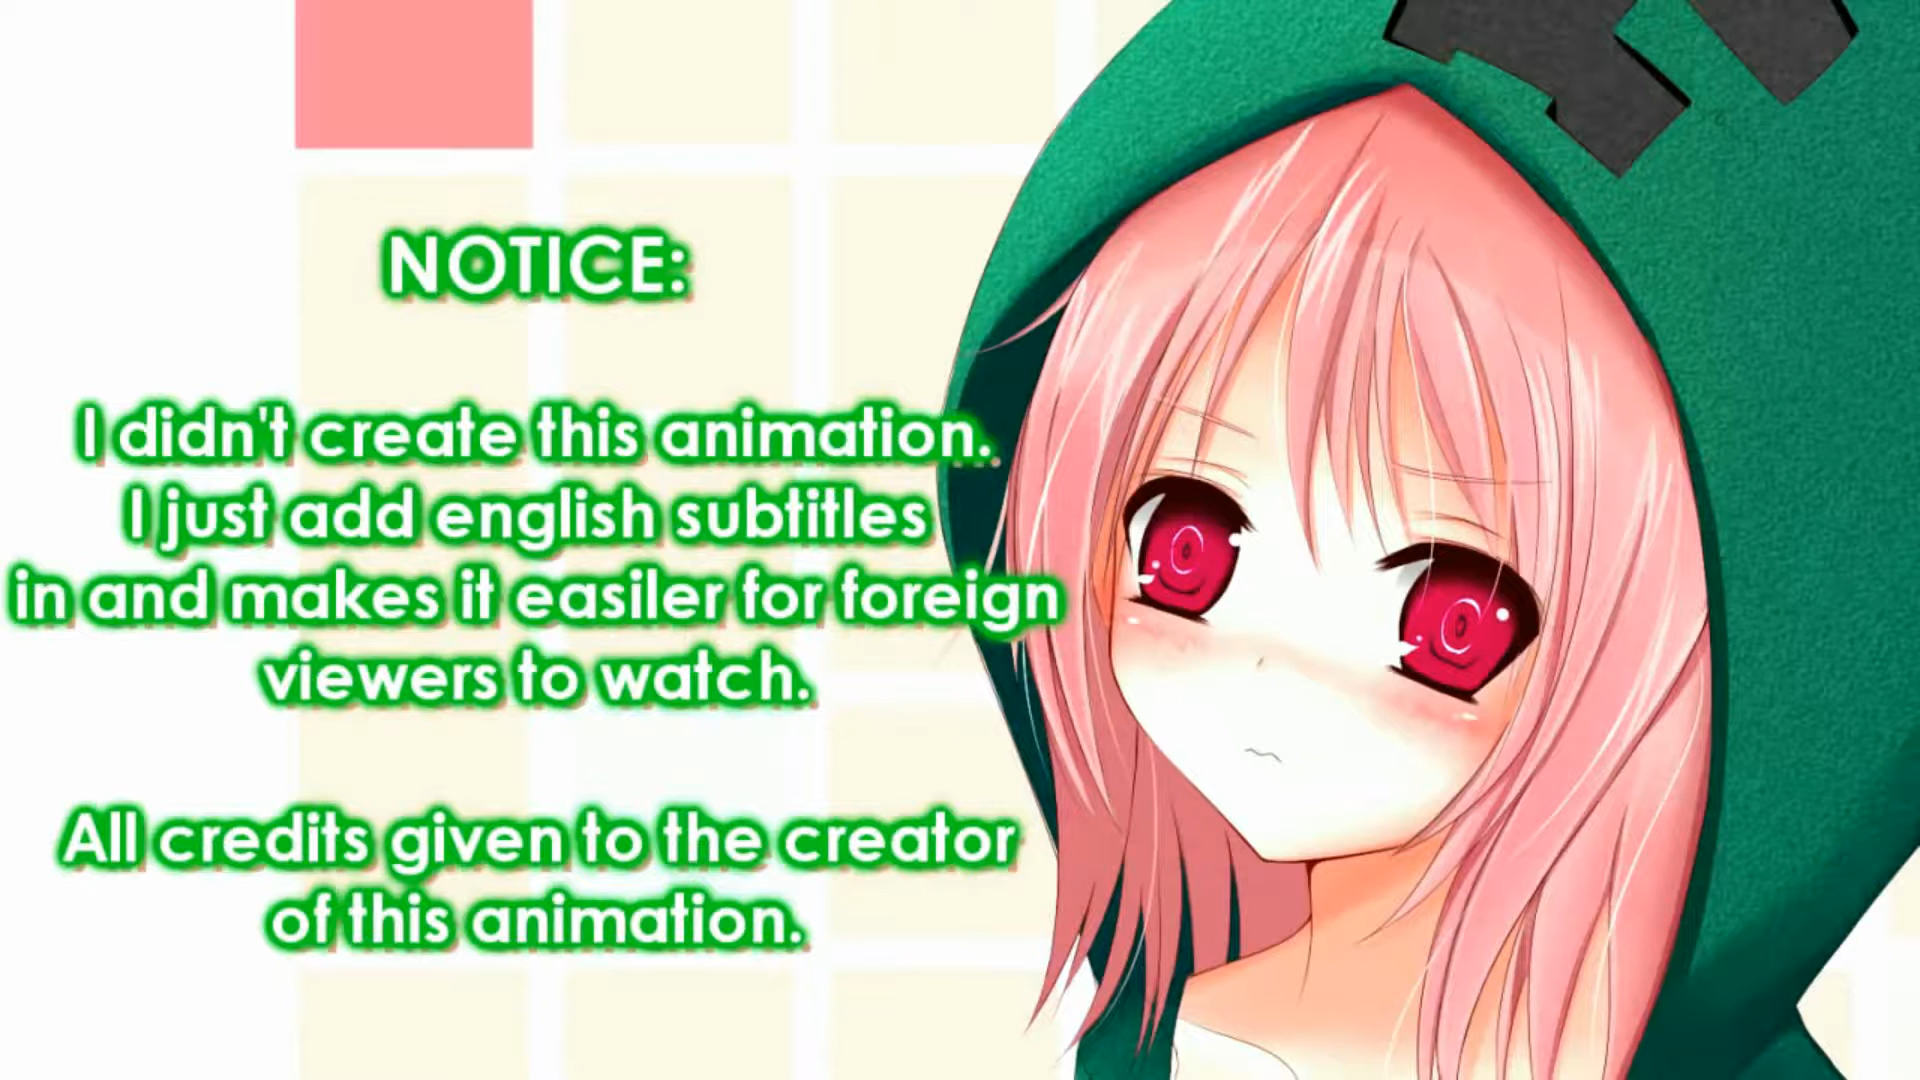 NOTICE:
I didn't create this animation.
I just add english subtitles
in and makes it easiler for foreign
viewers to watch.
All credits given to the creator
of this animation.